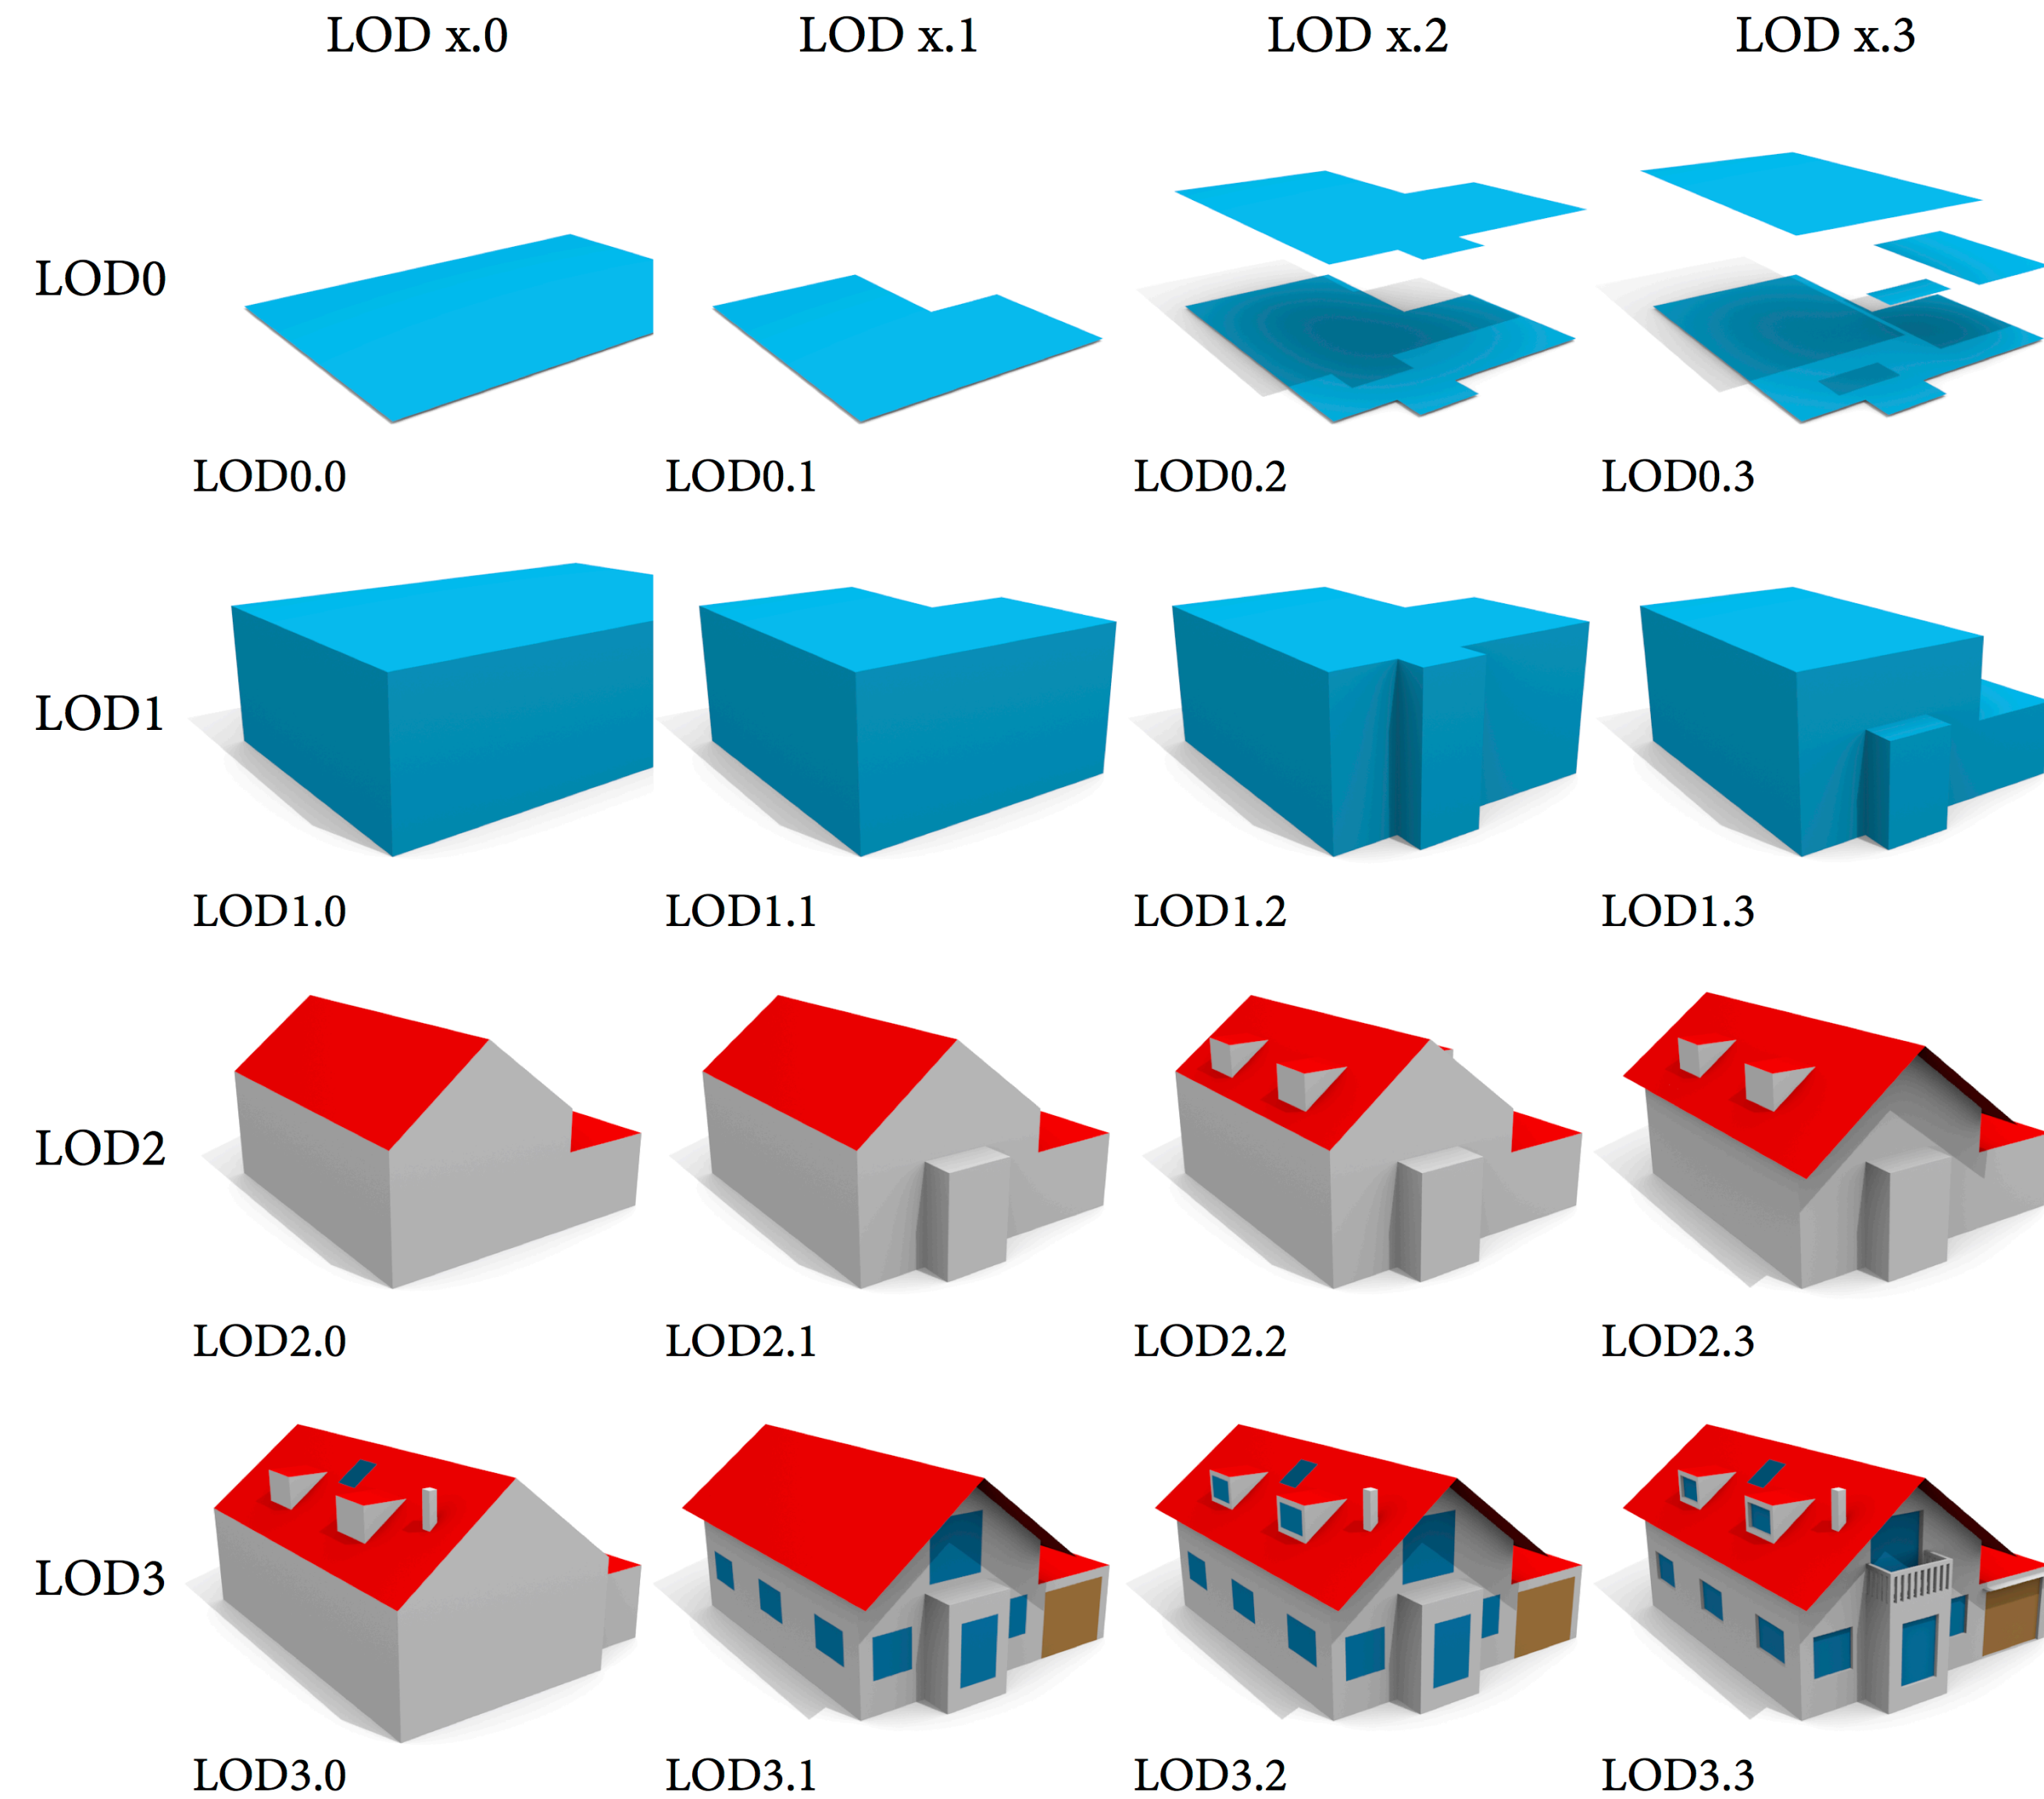 LOD x.0 LOD x.1 LOD x.2 LOD x.3
LOD0
LOD0.0 LOD0.1 LOD0.2 LOD0.3
LOD1
LOD1.0 LOD1.1 LOD1.2 LOD1.3
LOD2
LOD2.0 LOD2.1 LOD2.2 LOD2.3
LOD3
LOD3.0 LOD3.1 LOD3.2 LOD3.3